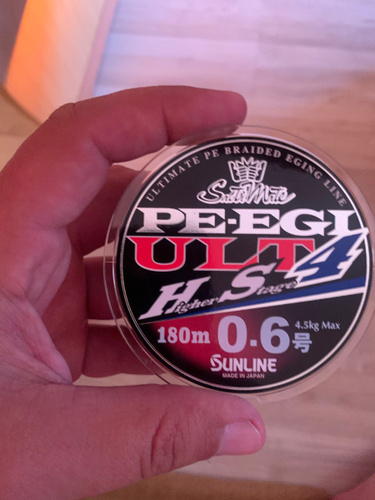 ULTIMATE PE BRAIDED EGING LINE
SaltiMate
PE-EGI
ULT4
Higher Stage
180m 0.6号 4.5kg Max
SUNLINE
MADE IN JAPAN